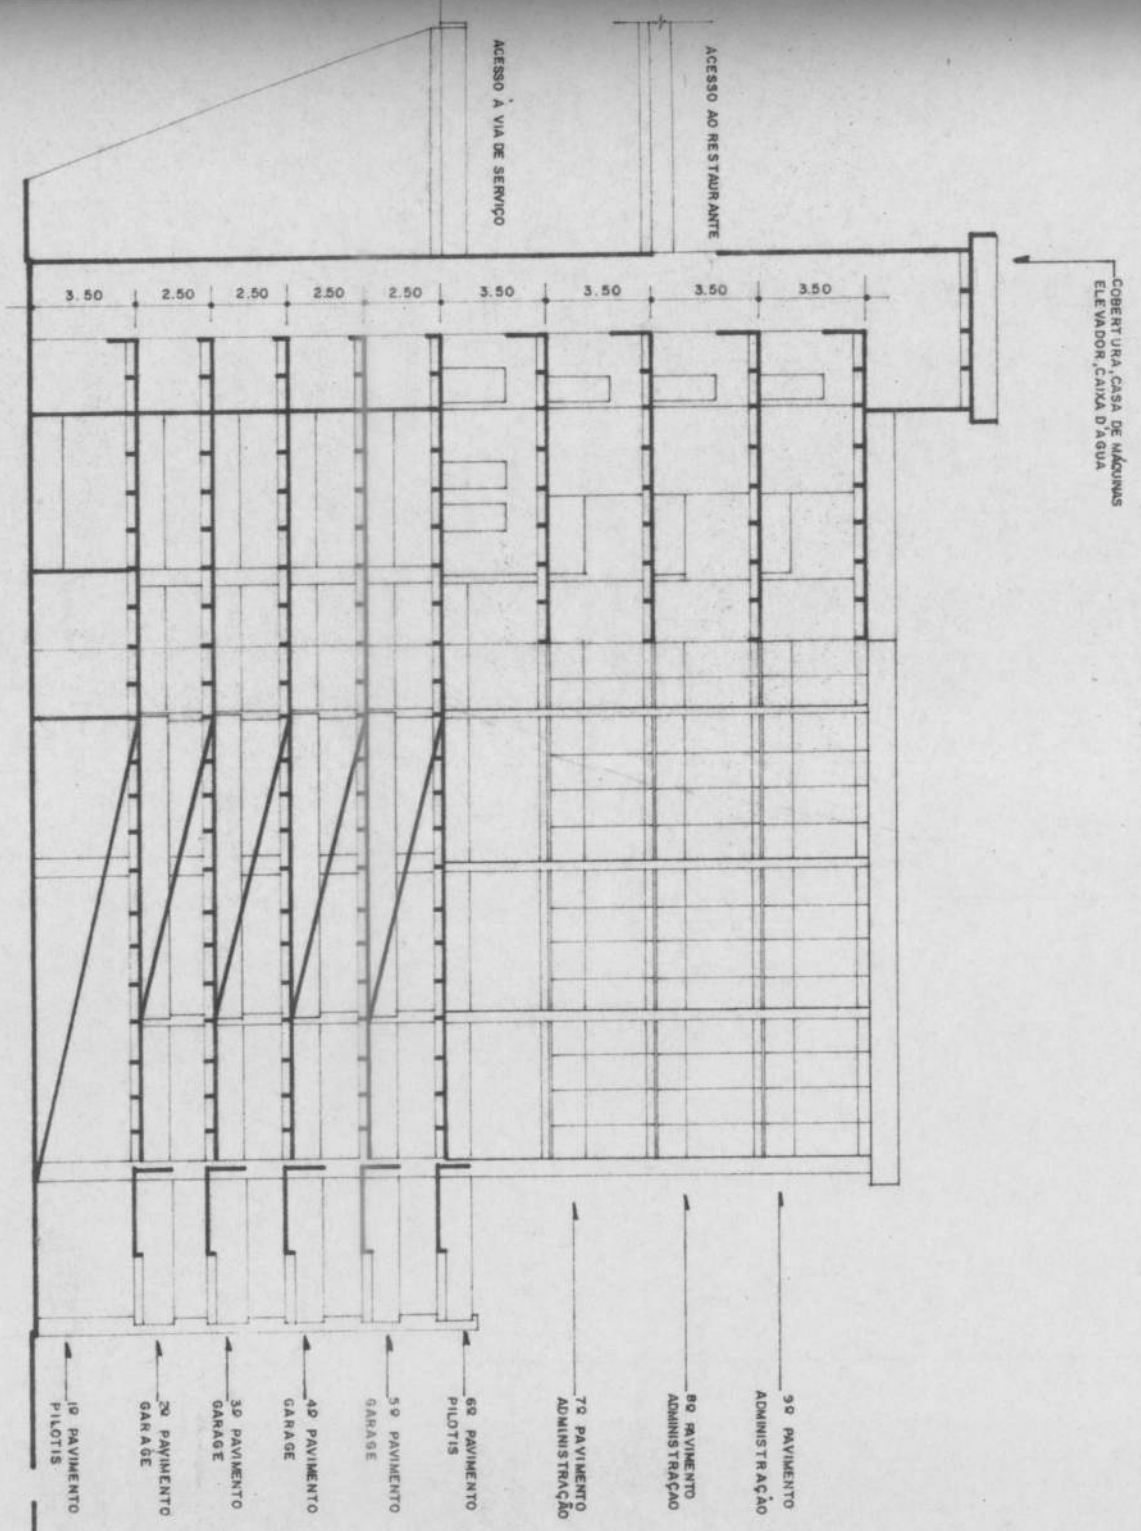 COBERTURA, CASA DE MÁQUINAS
ELEVADOR, CAIXA D'AGUA
ACESSO AO RESTAURANTE
ACESSO À VIA DE SERVIÇO
3.50
3.50
3.50
3.50
2.50
2.50
2.50
2.50
3.50
9º PAVIMENTO
ADMINISTRAÇÃO
8º PAVIMENTO
ADMINISTRAÇAO
7º PAVIMENTO
ADMINISTRAÇÃO
6º PAVIMENTO
PILOTIS
5º PAVIMENTO
GARAGE
4º PAVIMENTO
GARAGE
3º PAVIMENTO
GARAGE
2º PAVIMENTO
GARAGE
1º PAVIMENTO
PILOTIS